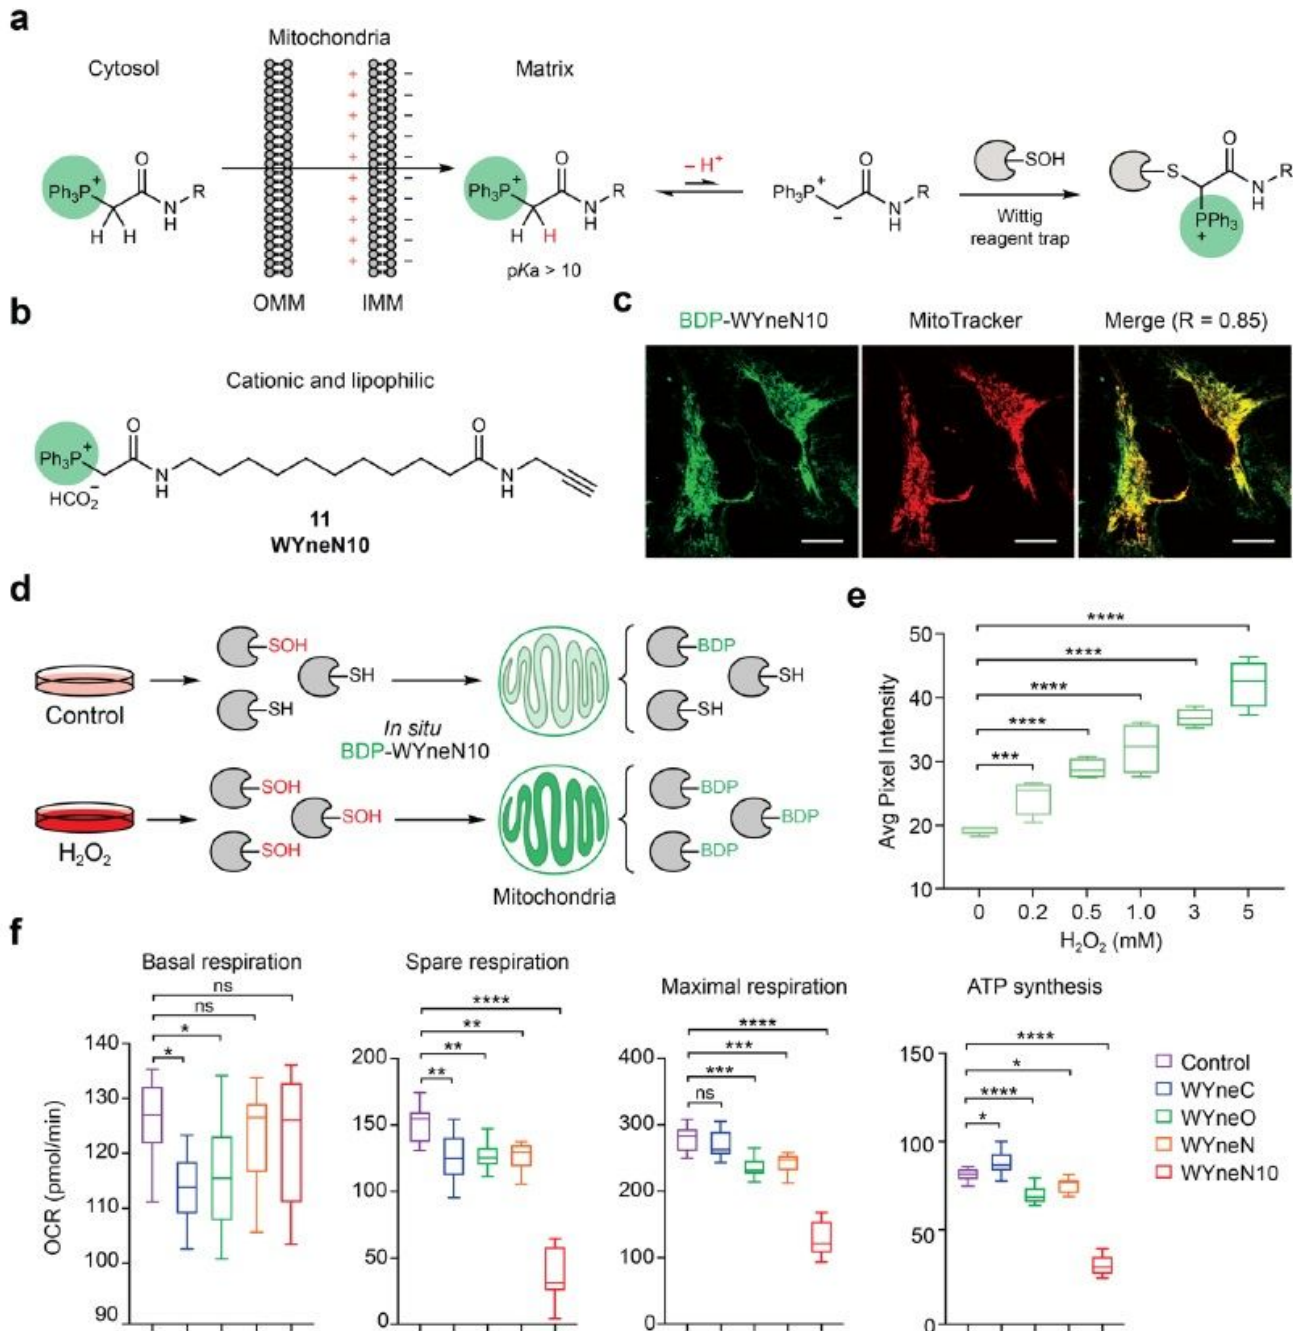 a
Mitochondria
Cytosol
Matrix
+ −
+ −
+ −
+ −
+ −
+ −
+ −
+ −
+ −
+ −
Ph₃P⁺ O N H R H H
Ph₃P⁺ O N H R H H
− H⁺
Ph₃P⁺ − O N H R
SOH
Wittig
reagent trap
S O N H R PPh₃ +
pKa > 10
OMM
IMM
b
Cationic and lipophilic
Ph₃P⁺ O N H O N H
HCO₂⁻
11
WYneN10
c
BDP-WYneN10
MitoTracker
Merge (R = 0.85)
d
Control
SOH
SH
SH
In situ
BDP-WYneN10
BDP
SH
SH
H₂O₂
SOH
SOH
SOH
BDP
BDP
BDP
Mitochondria
e
****
****
****
****
***
Avg Pixel Intensity
50
40
30
20
10
0 0.2 0.5 1.0 3 5
H₂O₂ (mM)
f
Basal respiration
ns
ns
*
*
OCR (pmol/min)
140
130
120
110
100
90
Spare respiration
****
**
**
**
200
150
100
50
0
Maximal respiration
****
***
***
ns
400
300
200
100
0
ATP synthesis
****
*
****
*
150
100
50
0
Control
WYneC
WYneO
WYneN
WYneN10